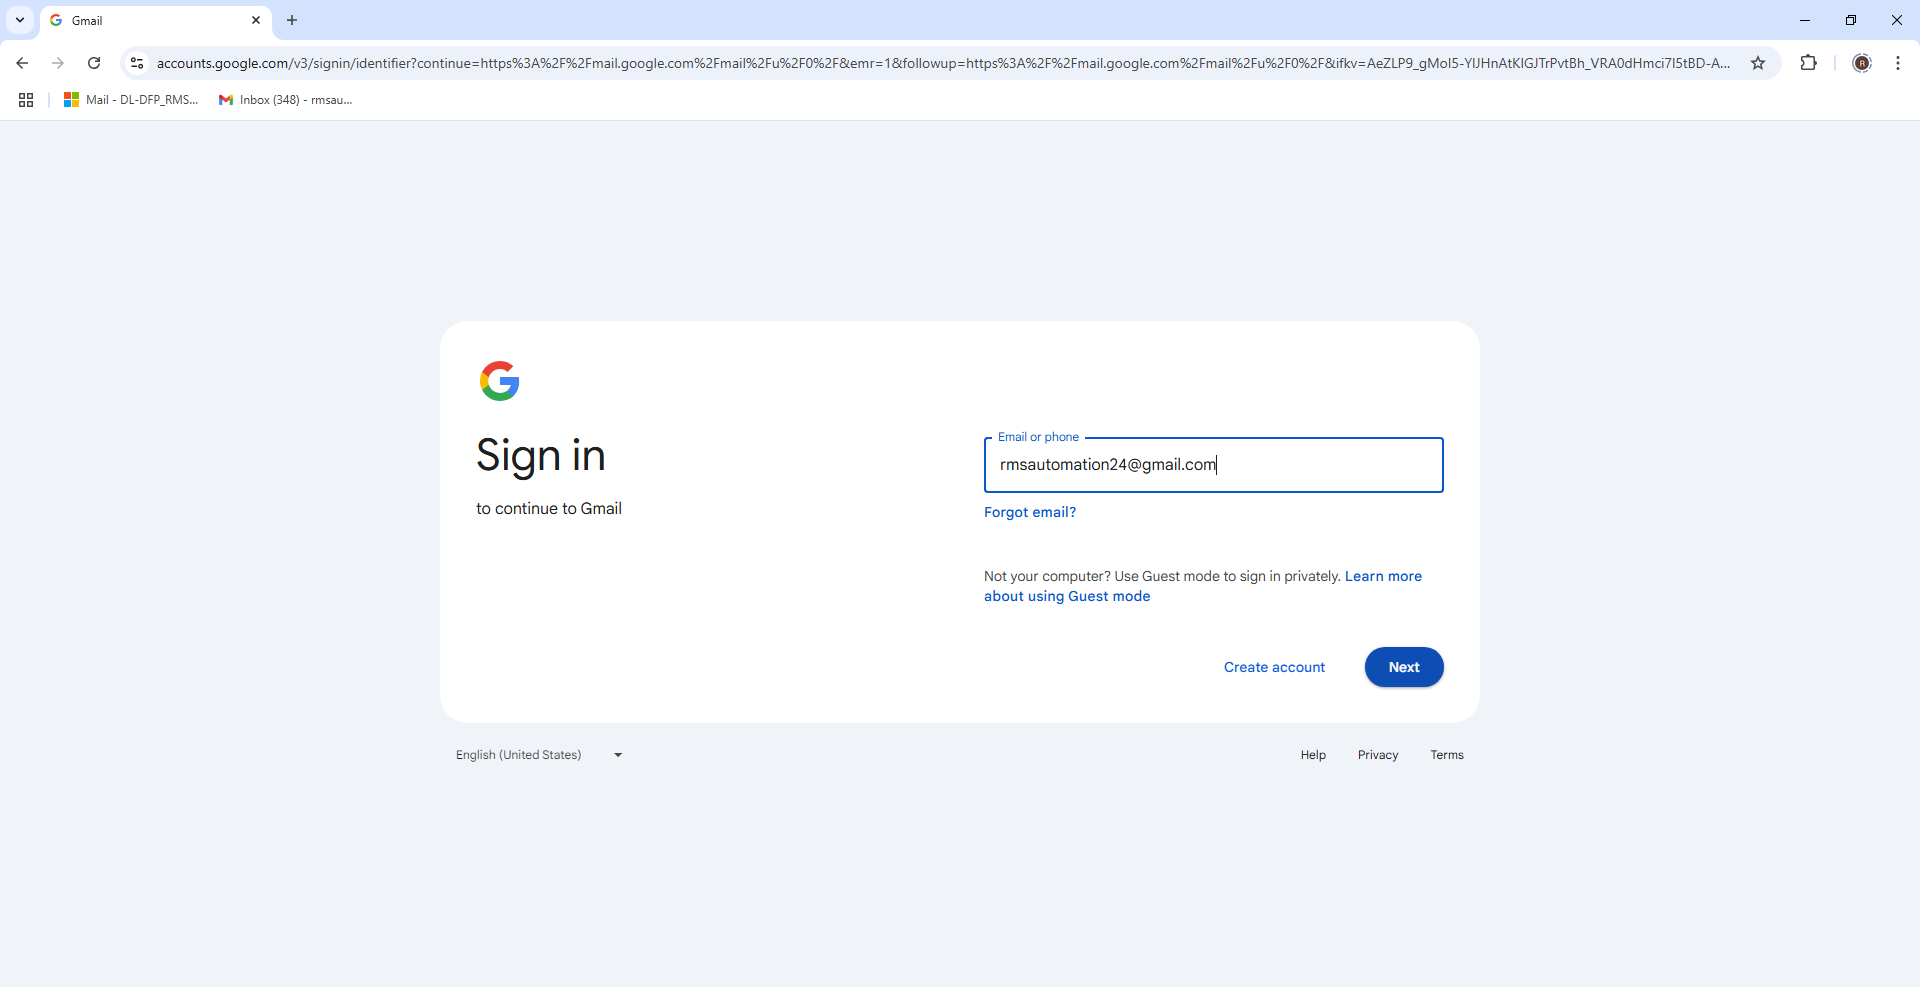 Gmail
accounts.google.com/v3/signin/identifier?continue=https%3A%2F%2Fmail.google.com%2Fmail%2Fu%2F0%2F&emr=1&followup=https%3A%2F%2Fmail.google.com%2Fmail%2Fu%2F0%2F&ifkv=AeZLP9_gMoI5-YIJHnAtKlGJTrPvtBh_VRA0dHmci7I5tBD-A...
R
Mail - DL-DFP_RMS... Inbox (348) - rmsau...
Sign in
to continue to Gmail
Email or phone
rmsautomation24@gmail.com
Forgot email?
Not your computer? Use Guest mode to sign in privately. Learn more
about using Guest mode
Create account Next
English (United States) Help Privacy Terms